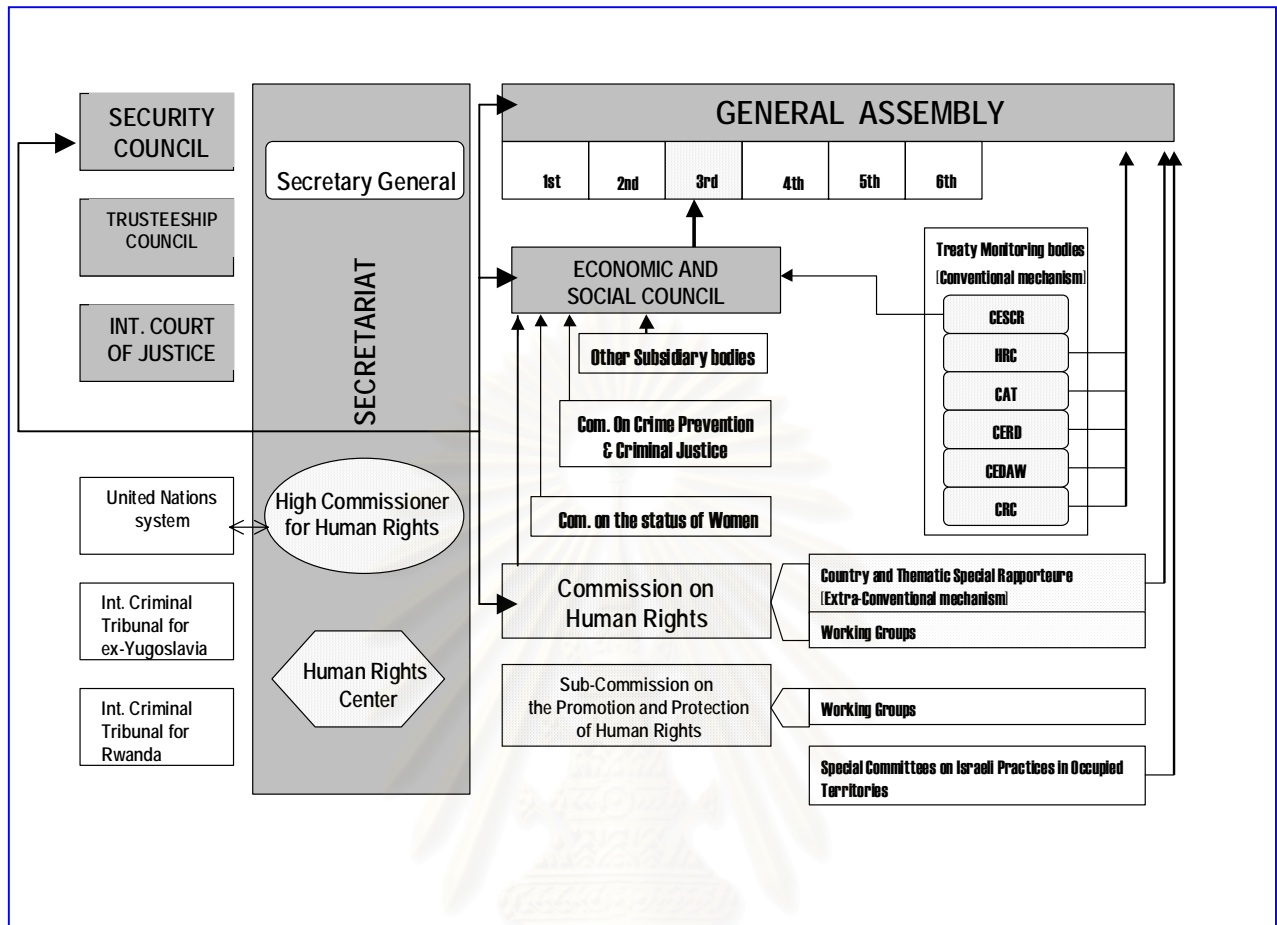 SECURITY
COUNCIL
TRUSTEESHIP
COUNCIL
INT. COURT
OF JUSTICE
United Nations
system
Int. Criminal
Tribunal for
ex-Yugoslavia
Int. Criminal
Tribunal for
Rwanda
Secretary General
SECRETARIAT
High Commissioner
for Human Rights
Human Rights
Center
GENERAL ASSEMBLY
1st 2nd 3rd 4th 5th 6th
ECONOMIC AND
SOCIAL COUNCIL
Other Subsidiary bodies
Com. On Crime Prevention
& Criminal Justice
Com. on the status of Women
Commission on
Human Rights
Sub-Commission on
the Promotion and Protection
of Human Rights
Treaty Monitoring bodies
(Conventional mechanism)
CESCR
HRC
CAT
CERD
CEDAW
CRC
Country and Thematic Special Rapporteure
(Extra-Conventional mechanism)
Working Groups
Working Groups
Special Committees on Israeli Practices in Occupied
Territories